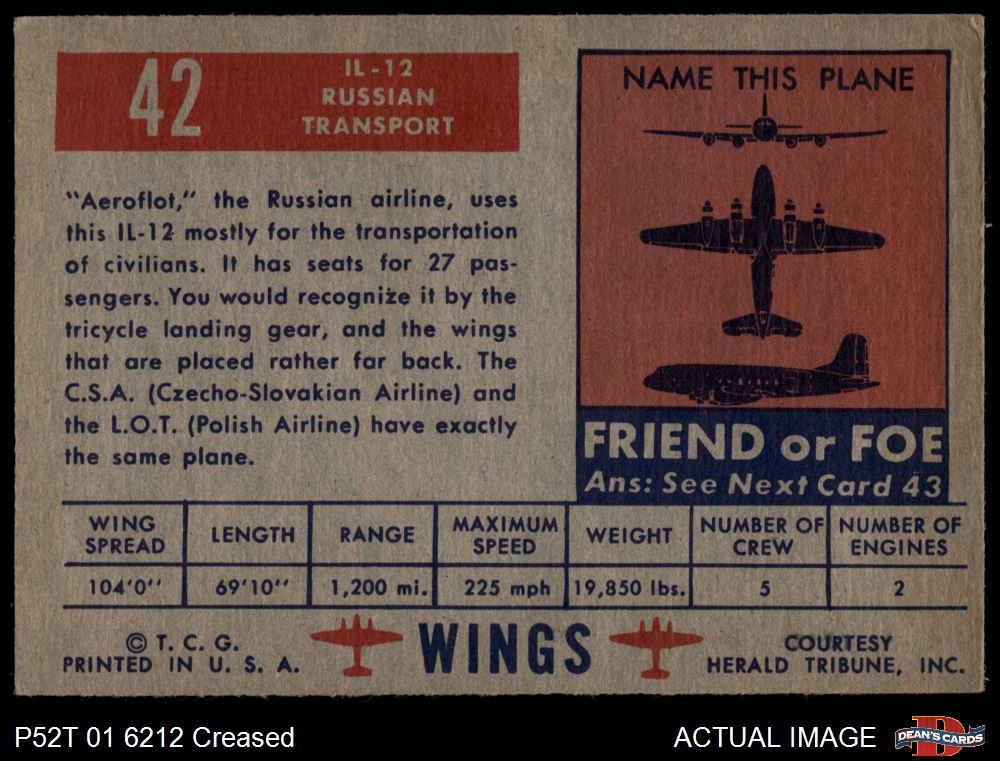 42
IL-12
RUSSIAN
TRANSPORT
"Aeroflot," the Russian airline, uses
this IL-12 mostly for the transportation
of civilians. It has seats for 27 pas-
sengers. You would recognize it by the
tricycle landing gear, and the wings
that are placed rather far back. The
C.S.A. (Czecho-Slovakian Airline) and
the L.O.T. (Polish Airline) have exactly
the same plane.
NAME THIS PLANE
FRIEND or FOE
Ans: See Next Card 43
WING SPREAD LENGTH RANGE MAXIMUM SPEED WEIGHT NUMBER OF CREW NUMBER OF ENGINES
104'0" 69'10" 1,200 mi. 225 mph 19,850 lbs. 5 2
© T. C. G.
PRINTED IN U. S. A.
WINGS
COURTESY
HERALD TRIBUNE, INC.
P52T 01 6212 Creased
ACTUAL IMAGE
D
DEAN'S CARDS